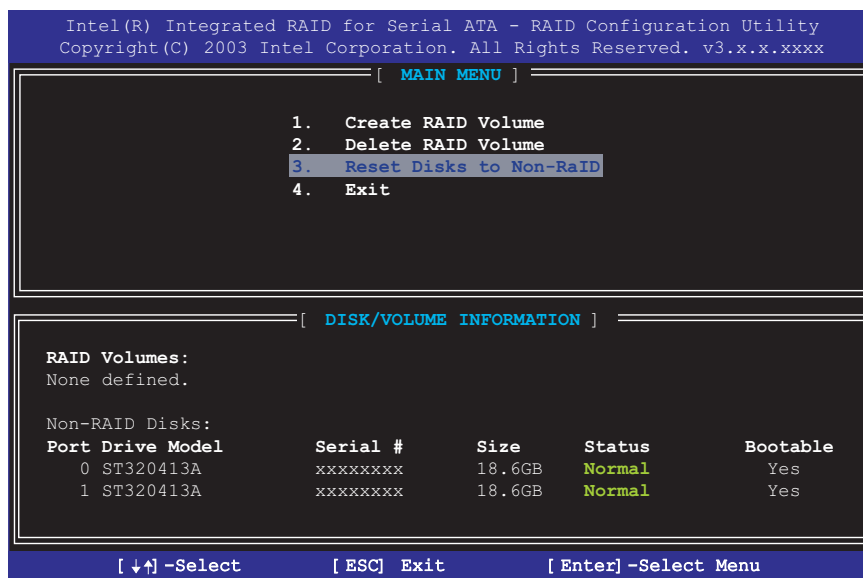 Intel(R) Integrated RAID for Serial ATA - RAID Configuration Utility
Copyright(C) 2003 Intel Corporation. All Rights Reserved. v3.x.x.xxxx
[ MAIN MENU ]
1. Create RAID Volume
2. Delete RAID Volume
3. Reset Disks to Non-RaID
4. Exit
[ DISK/VOLUME INFORMATION ]
RAID Volumes:
None defined.
Non-RAID Disks:
Port Drive Model Serial # Size Status Bootable
0 ST320413A xxxxxxxx 18.6GB Normal Yes
1 ST320413A xxxxxxxx 18.6GB Normal Yes
[↓↑]-Select [ESC] Exit [Enter]-Select Menu